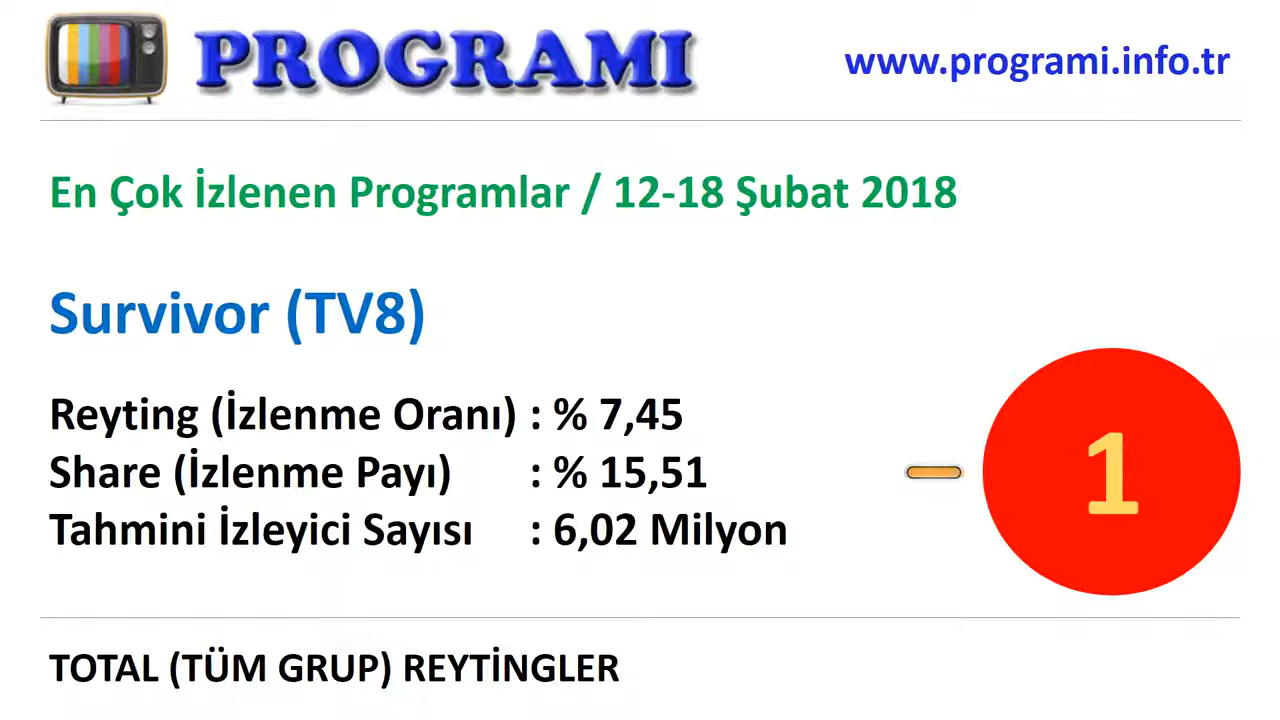 PROGRAMI
www.programi.info.tr
En Çok İzlenen Programlar / 12-18 Şubat 2018
Survivor (TV8)
Reyting (İzlenme Oranı) : % 7,45
Share (İzlenme Payı) : % 15,51
Tahmini İzleyici Sayısı : 6,02 Milyon
1
TOTAL (TÜM GRUP) REYTİNGLER